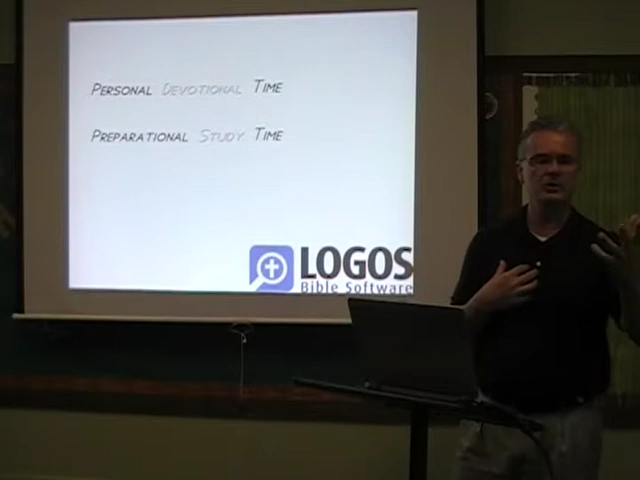 Personal Devotional Time
Preparational Study Time
LOGOS
Bible Software